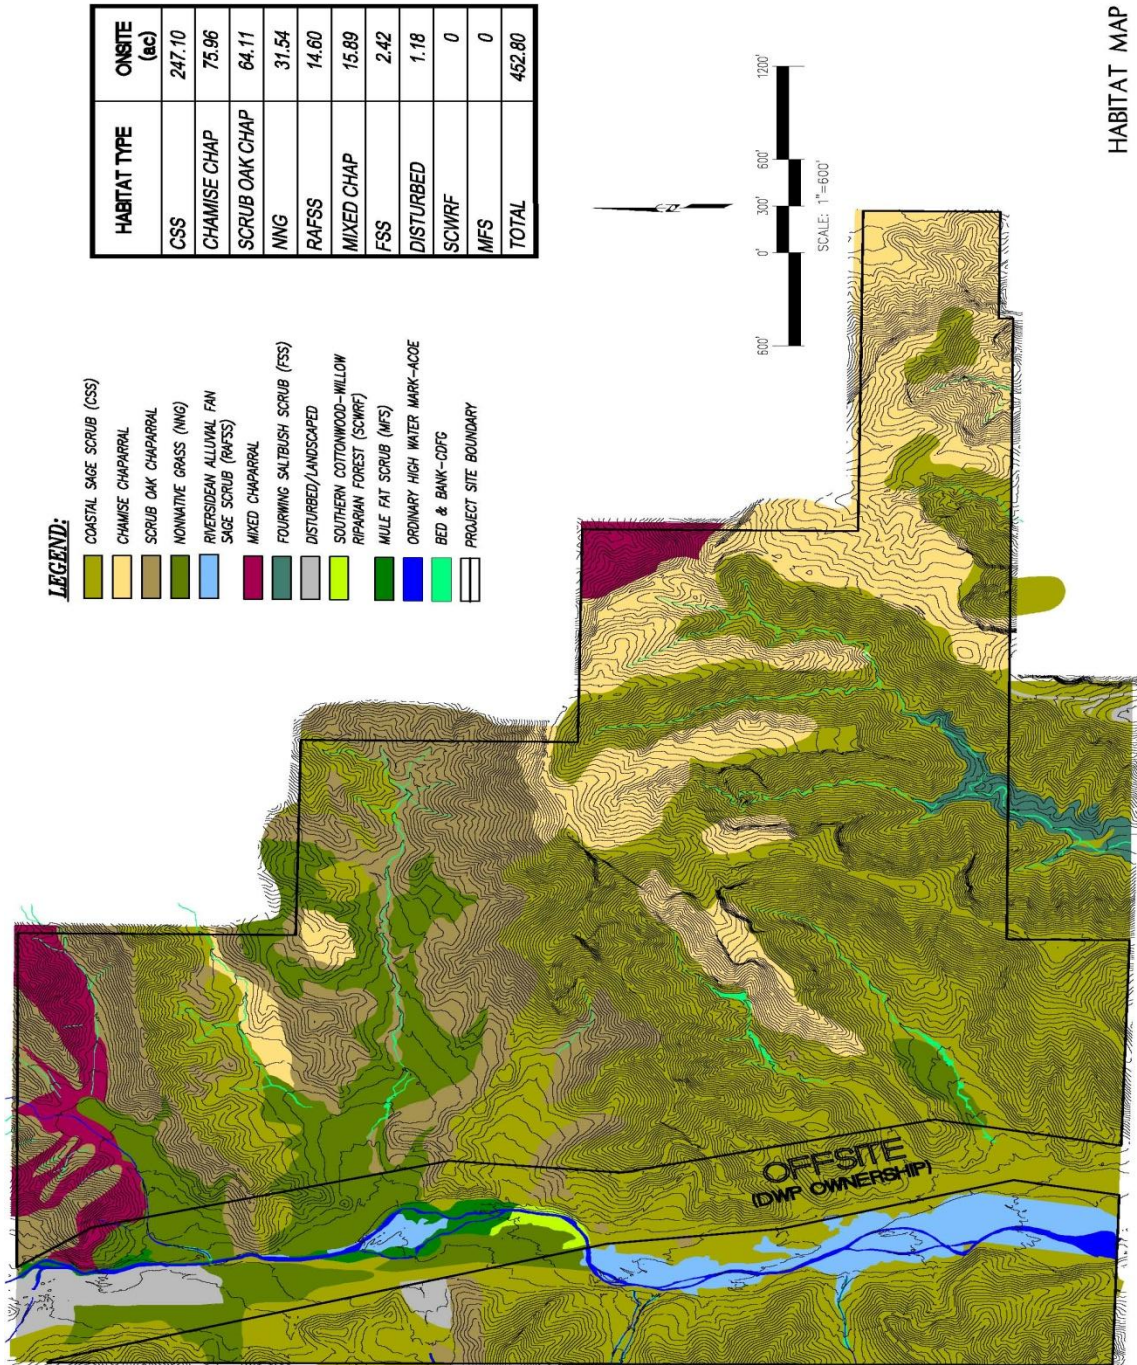 HABITAT TYPE ONSITE (ac)
CSS 247.10
CHAMISE CHAP 75.96
SCRUB OAK CHAP 64.11
NNG 31.54
RAFSS 14.60
MIXED CHAP 15.89
FSS 2.42
DISTURBED 1.18
SCWRF 0
MFS 0
TOTAL 452.80
LEGEND:
COASTAL SAGE SCRUB (CSS)
CHAMISE CHAPARRAL
SCRUB OAK CHAPARRAL
NONNATIVE GRASS (NNG)
RIVERSIDEAN ALLUVAL FAN
SAGE SCRUB (RAFSS)
MIXED CHAPARRAL
FOURWING SALTBUSH SCRUB (FSS)
DISTURBED/LANDSCAPED
SOUTHERN COTTONWOOD-WILLOW
RIPARIAN FOREST (SCWRF)
MULE FAT SCRUB (MFS)
ORDINARY HIGH WATER MARK-ACOE
BED & BANK-CDFG
PROJECT SITE BOUNDARY
600' 0' 300' 600' 1200'
SCALE: 1"=600'
OFFSITE
(DWP OWNERSHIP)
HABITAT MAP